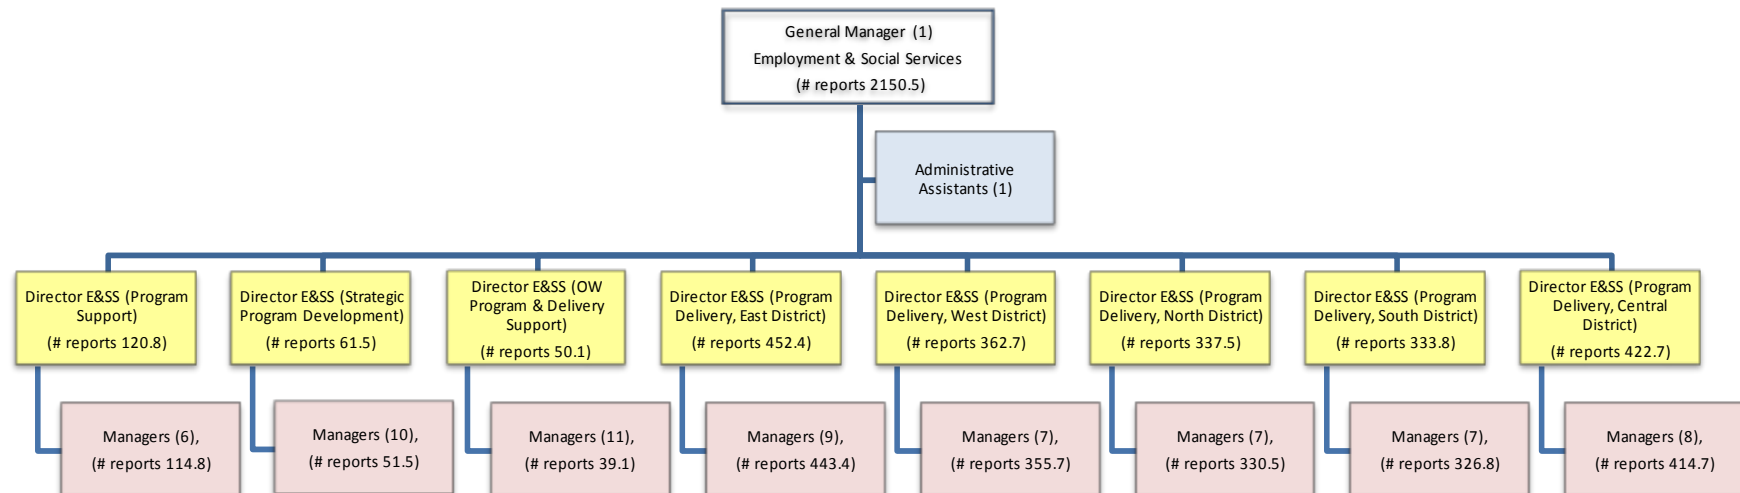 General Manager (1)
Employment & Social Services
(# reports 2150.5)
Administrative
Assistants (1)
Director E&SS (Program
Support)
(# reports 120.8)
Director E&SS (Strategic
Program Development)
(# reports 61.5)
Director E&SS (OW
Program & Delivery
Support)
(# reports 50.1)
Director E&SS (Program
Delivery, East District)
(# reports 452.4)
Director E&SS (Program
Delivery, West District)
(# reports 362.7)
Director E&SS (Program
Delivery, North District)
(# reports 337.5)
Director E&SS (Program
Delivery, South District)
(# reports 333.8)
Director E&SS (Program
Delivery, Central
District)
(# reports 422.7)
Managers (6),
(# reports 114.8)
Managers (10),
(# reports 51.5)
Managers (11),
(# reports 39.1)
Managers (9),
(# reports 443.4)
Managers (7),
(# reports 355.7)
Managers (7),
(# reports 330.5)
Managers (7),
(# reports 326.8)
Managers (8),
(# reports 414.7)